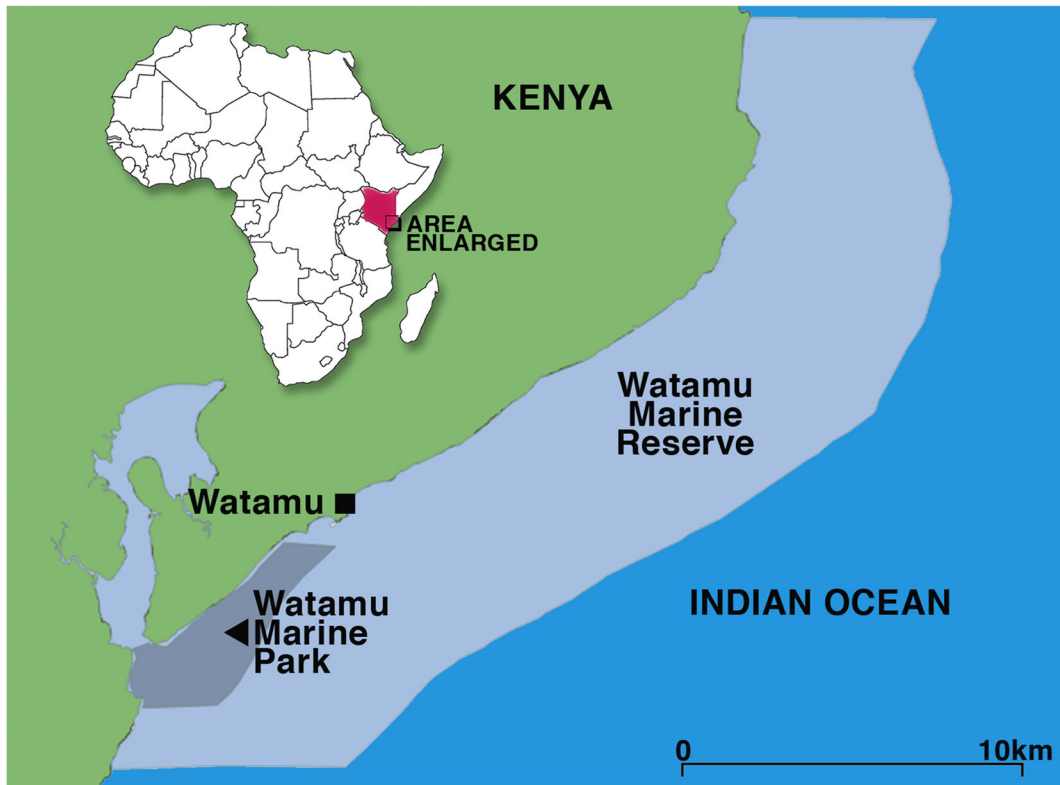 KENYA
AREA
ENLARGED
Watamu
Marine
Reserve
Watamu
Watamu
Marine
Park
INDIAN OCEAN
0 10km